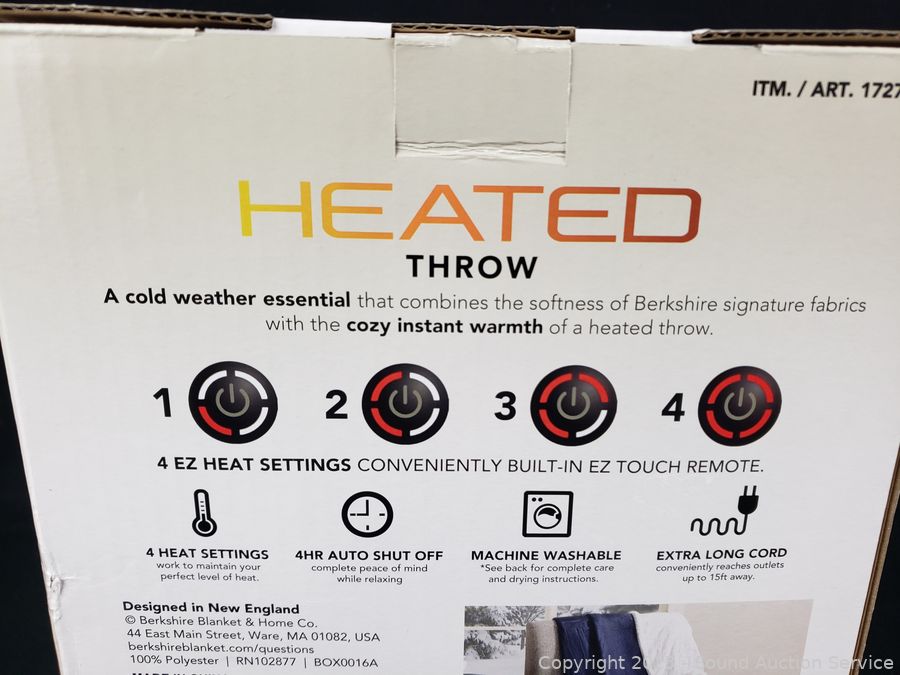 ITM. / ART. 1727
HEATED
THROW
A cold weather essential that combines the softness of Berkshire signature fabrics
with the cozy instant warmth of a heated throw.
1 2 3 4
4 EZ HEAT SETTINGS CONVENIENTLY BUILT-IN EZ TOUCH REMOTE.
4 HEAT SETTINGS
work to maintain your
perfect level of heat.
4HR AUTO SHUT OFF
complete peace of mind
while relaxing
MACHINE WASHABLE
*See back for complete care
and drying instructions.
EXTRA LONG CORD
conveniently reaches outlets
up to 15ft away.
Designed in New England
© Berkshire Blanket & Home Co.
44 East Main Street, Ware, MA 01082, USA
berkshireblanket.com/questions
100% Polyester | RN102877 | BOX0016A
Copyright Sound Auction Service